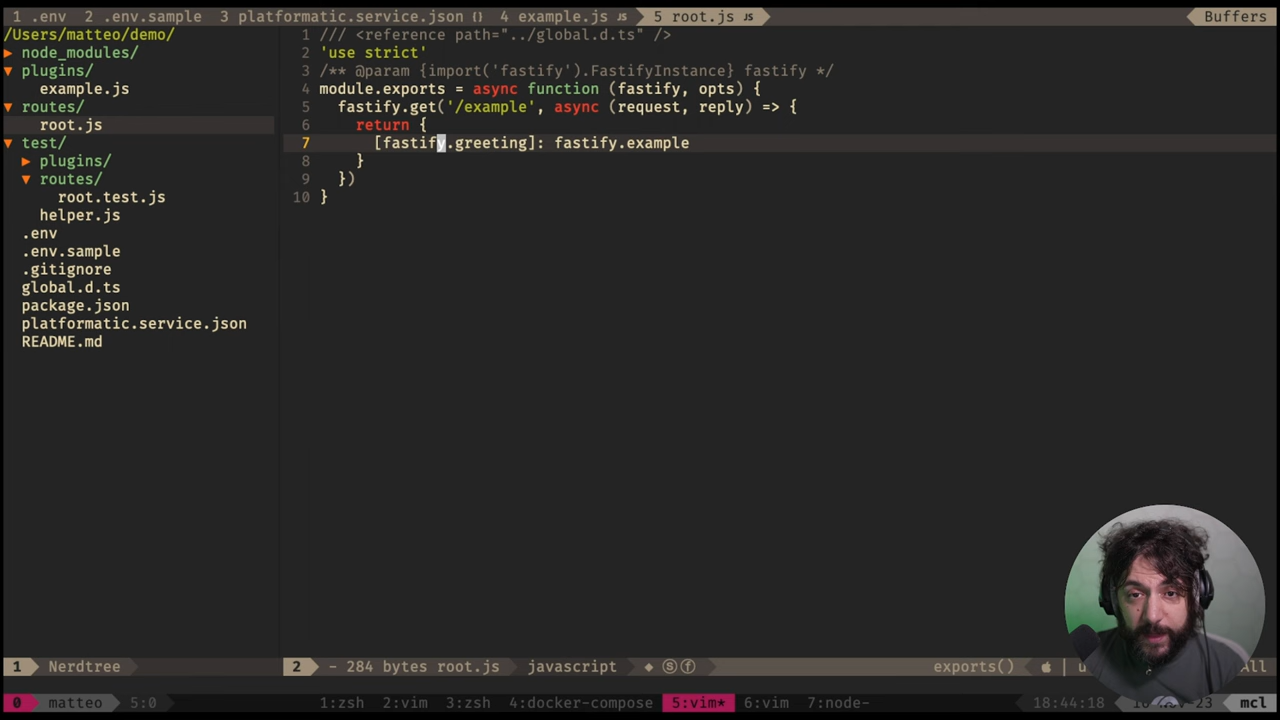 1 .env 2 .env.sample 3 platformatic.service.json {} 4 example.js JS 5 root.js JS Buffers
/Users/matteo/demo/
▶ node_modules/
▼ plugins/
example.js
▼ routes/
root.js
▼ test/
▶ plugins/
▼ routes/
root.test.js
helper.js
.env
.env.sample
.gitignore
global.d.ts
package.json
platformatic.service.json
README.md
1 /// <reference path="../global.d.ts" />
2 'use strict'
3 /** @param {import('fastify').FastifyInstance} fastify */
4 module.exports = async function (fastify, opts) {
5 fastify.get('/example', async (request, reply) => {
6 return {
7 [fastify.greeting]: fastify.example
8 }
9 })
10 }
1 Nerdtree 2 - 284 bytes root.js javascript ◆ ⓢⓕ exports() | All
0 matteo 5:0 1:zsh 2:vim 3:zsh 4:docker-compose 5:vim* 6:vim 7:node- 18:44:18 mcl